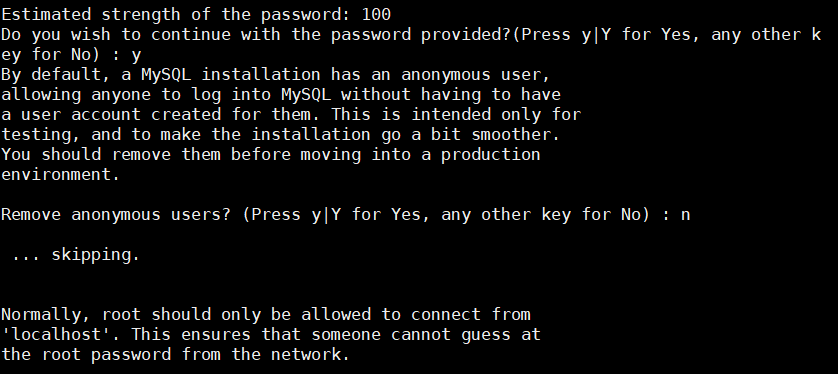 Estimated strength of the password: 100
Do you wish to continue with the password provided?(Press y|Y for Yes, any other k
ey for No) : y
By default, a MySQL installation has an anonymous user,
allowing anyone to log into MySQL without having to have
a user account created for them. This is intended only for
testing, and to make the installation go a bit smoother.
You should remove them before moving into a production
environment.
Remove anonymous users? (Press y|Y for Yes, any other key for No) : n
... skipping.
Normally, root should only be allowed to connect from
'localhost'. This ensures that someone cannot guess at
the root password from the network.